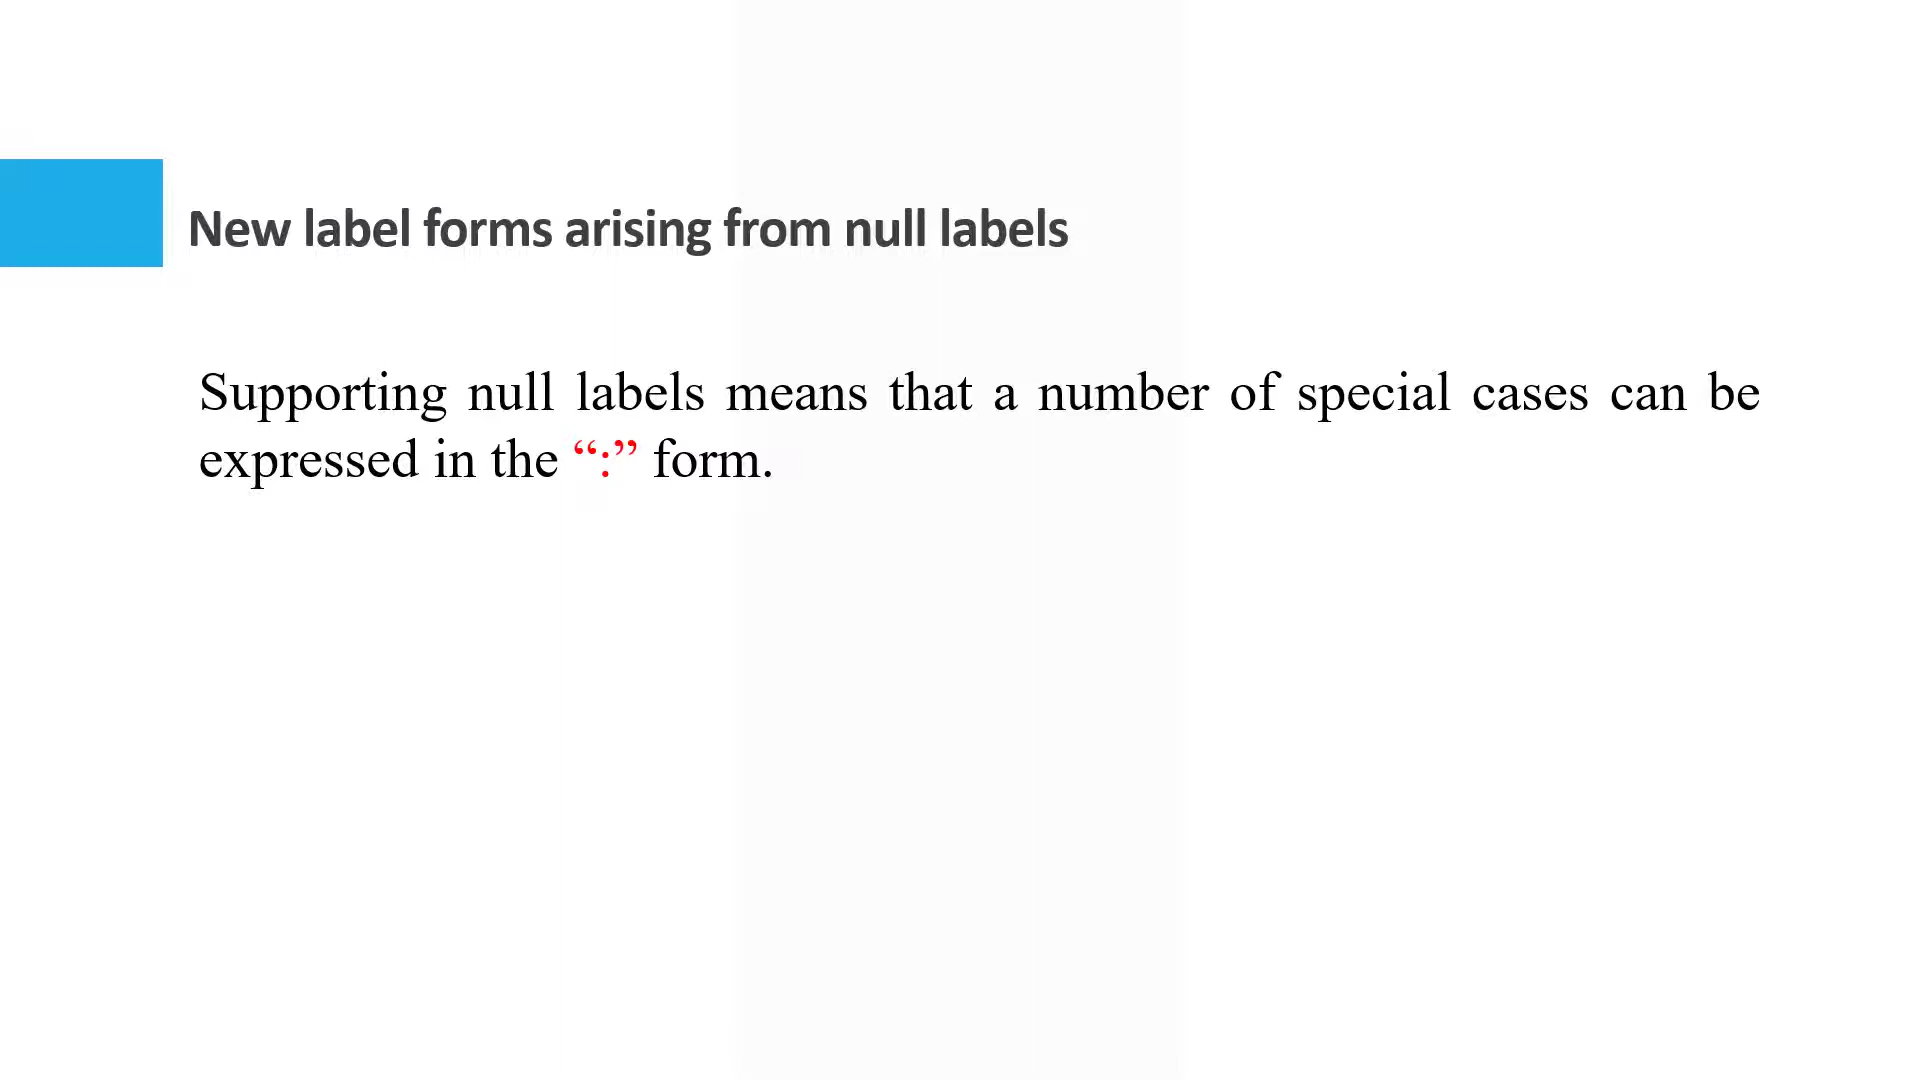 New label forms arising from null labels
Supporting null labels means that a number of special cases can be
expressed in the “:” form.